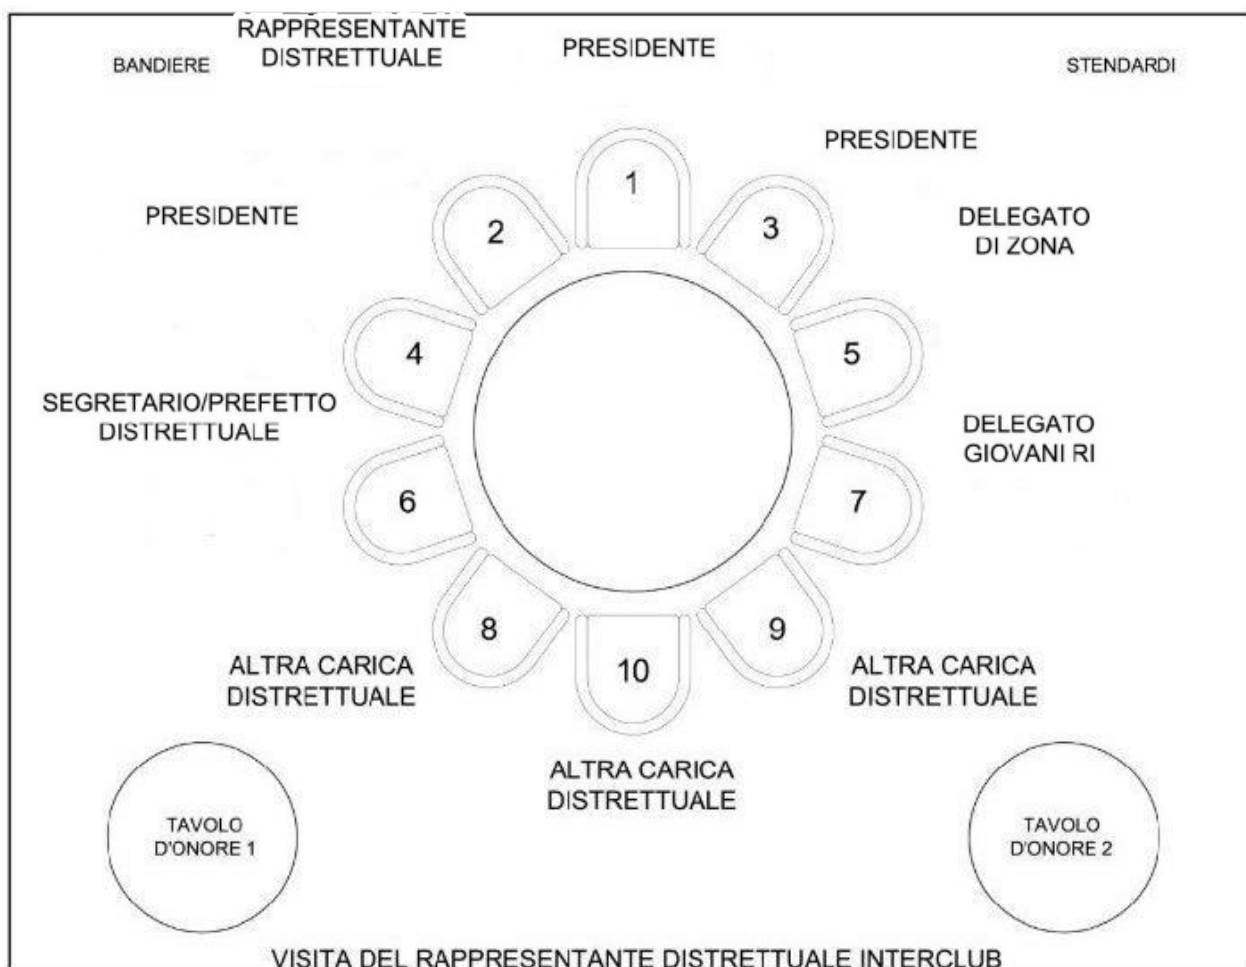 RAPPRESENTANTE
DISTRETTUALE
PRESIDENTE
BANDIERE
STENDARDI
PRESIDENTE
PRESIDENTE
DELEGATO
DI ZONA
1
2
3
4
5
SEGRETARIO/PREFETTO
DISTRETTUALE
DELEGATO
GIOVANI RI
6
7
8
9
10
ALTRA CARICA
DISTRETTUALE
ALTRA CARICA
DISTRETTUALE
ALTRA CARICA
DISTRETTUALE
TAVOLO
D'ONORE 1
TAVOLO
D'ONORE 2
VISITA DEL RAPPRESENTANTE DISTRETTUALE INTERCLUB